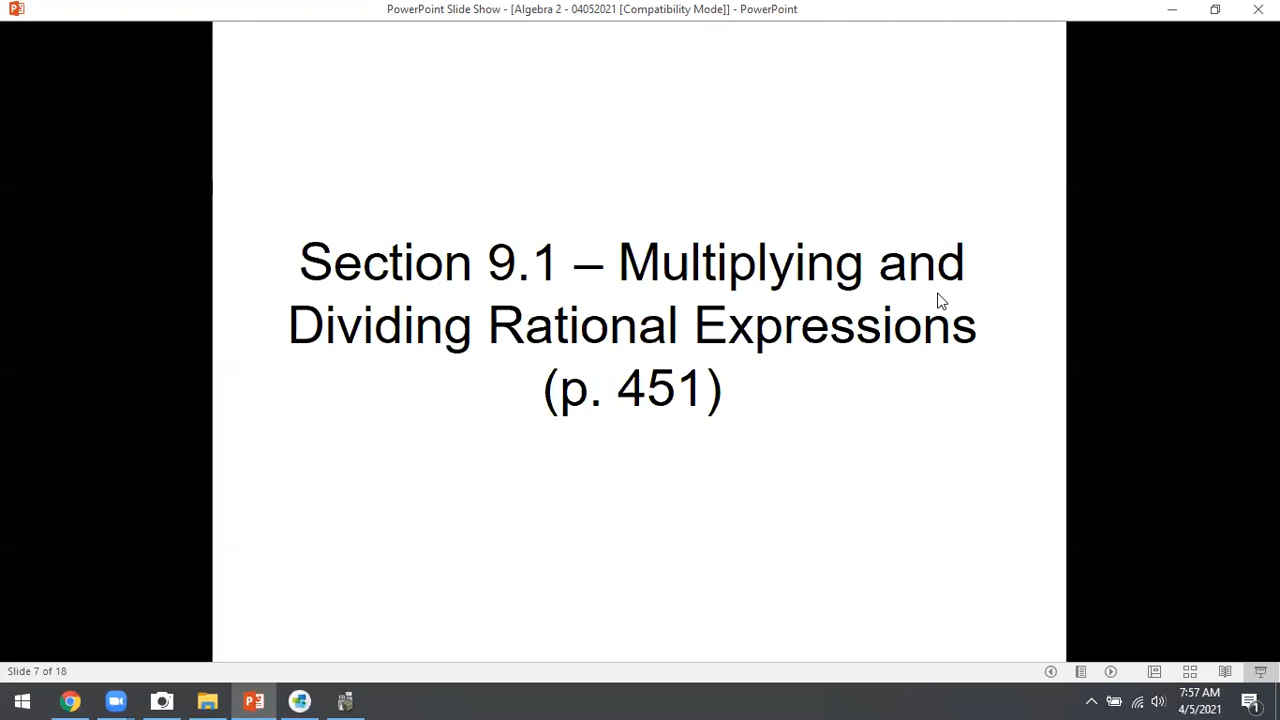 PowerPoint Slide Show - [Algebra 2 - 04052021 [Compatibility Mode]] - PowerPoint
Section 9.1 – Multiplying and
Dividing Rational Expressions
(p. 451)
Slide 7 of 18
7:57 AM
4/5/2021
1